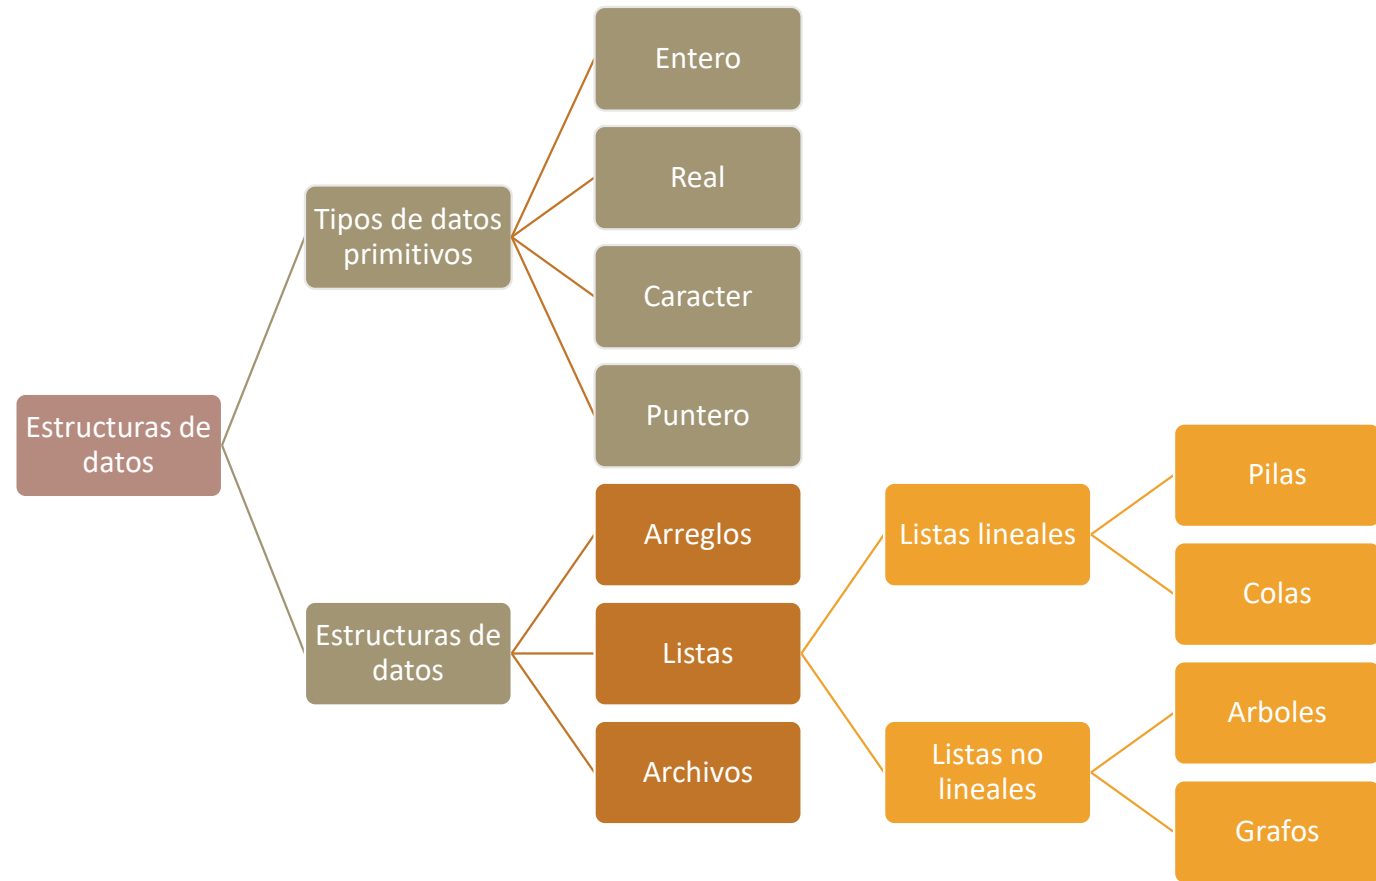 Estructuras de
datos
Tipos de datos
primitivos
Entero
Real
Caracter
Puntero
Estructuras de
datos
Arreglos
Listas
Listas lineales
Pilas
Colas
Listas no
lineales
Arboles
Grafos
Archivos